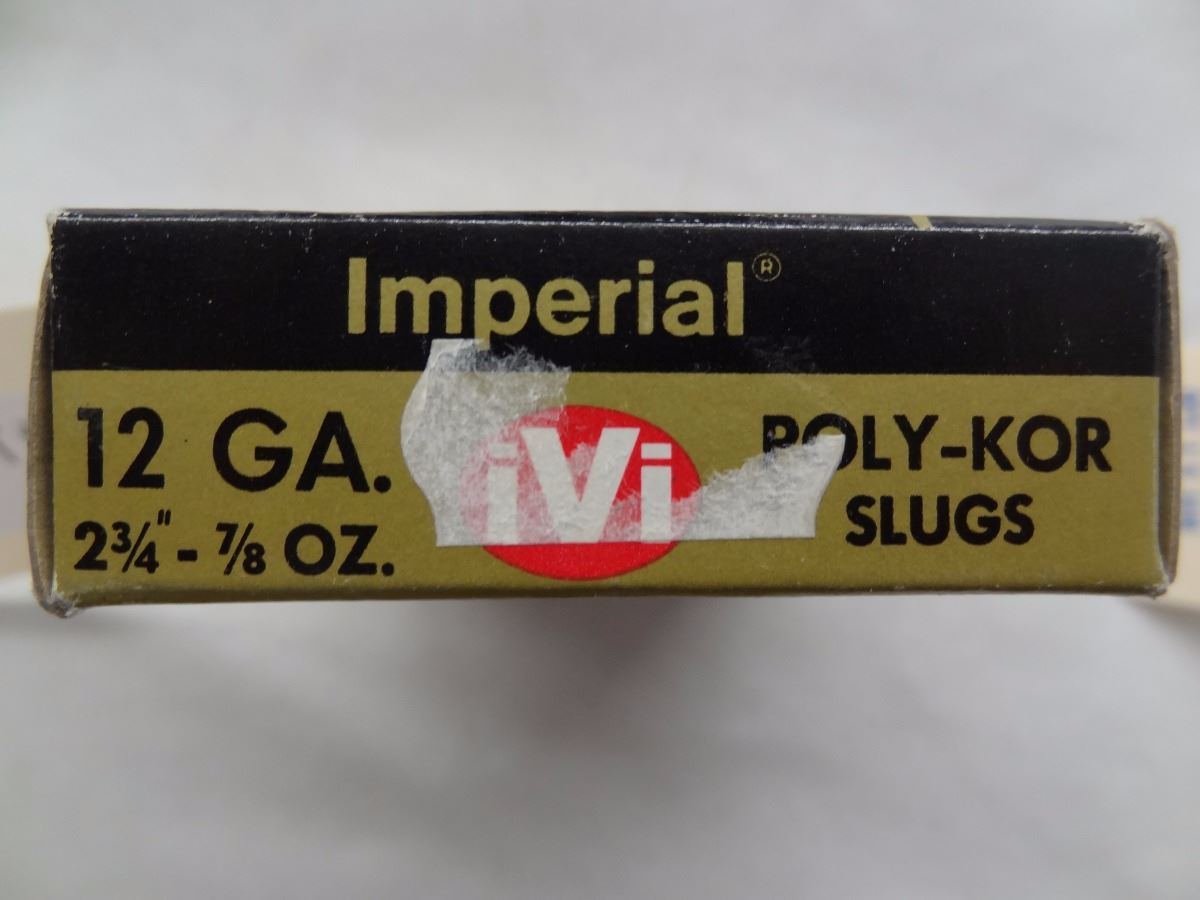 Imperial®
12 GA.
2¾" - ⅞ OZ.
iVi
POLY-KOR
SLUGS